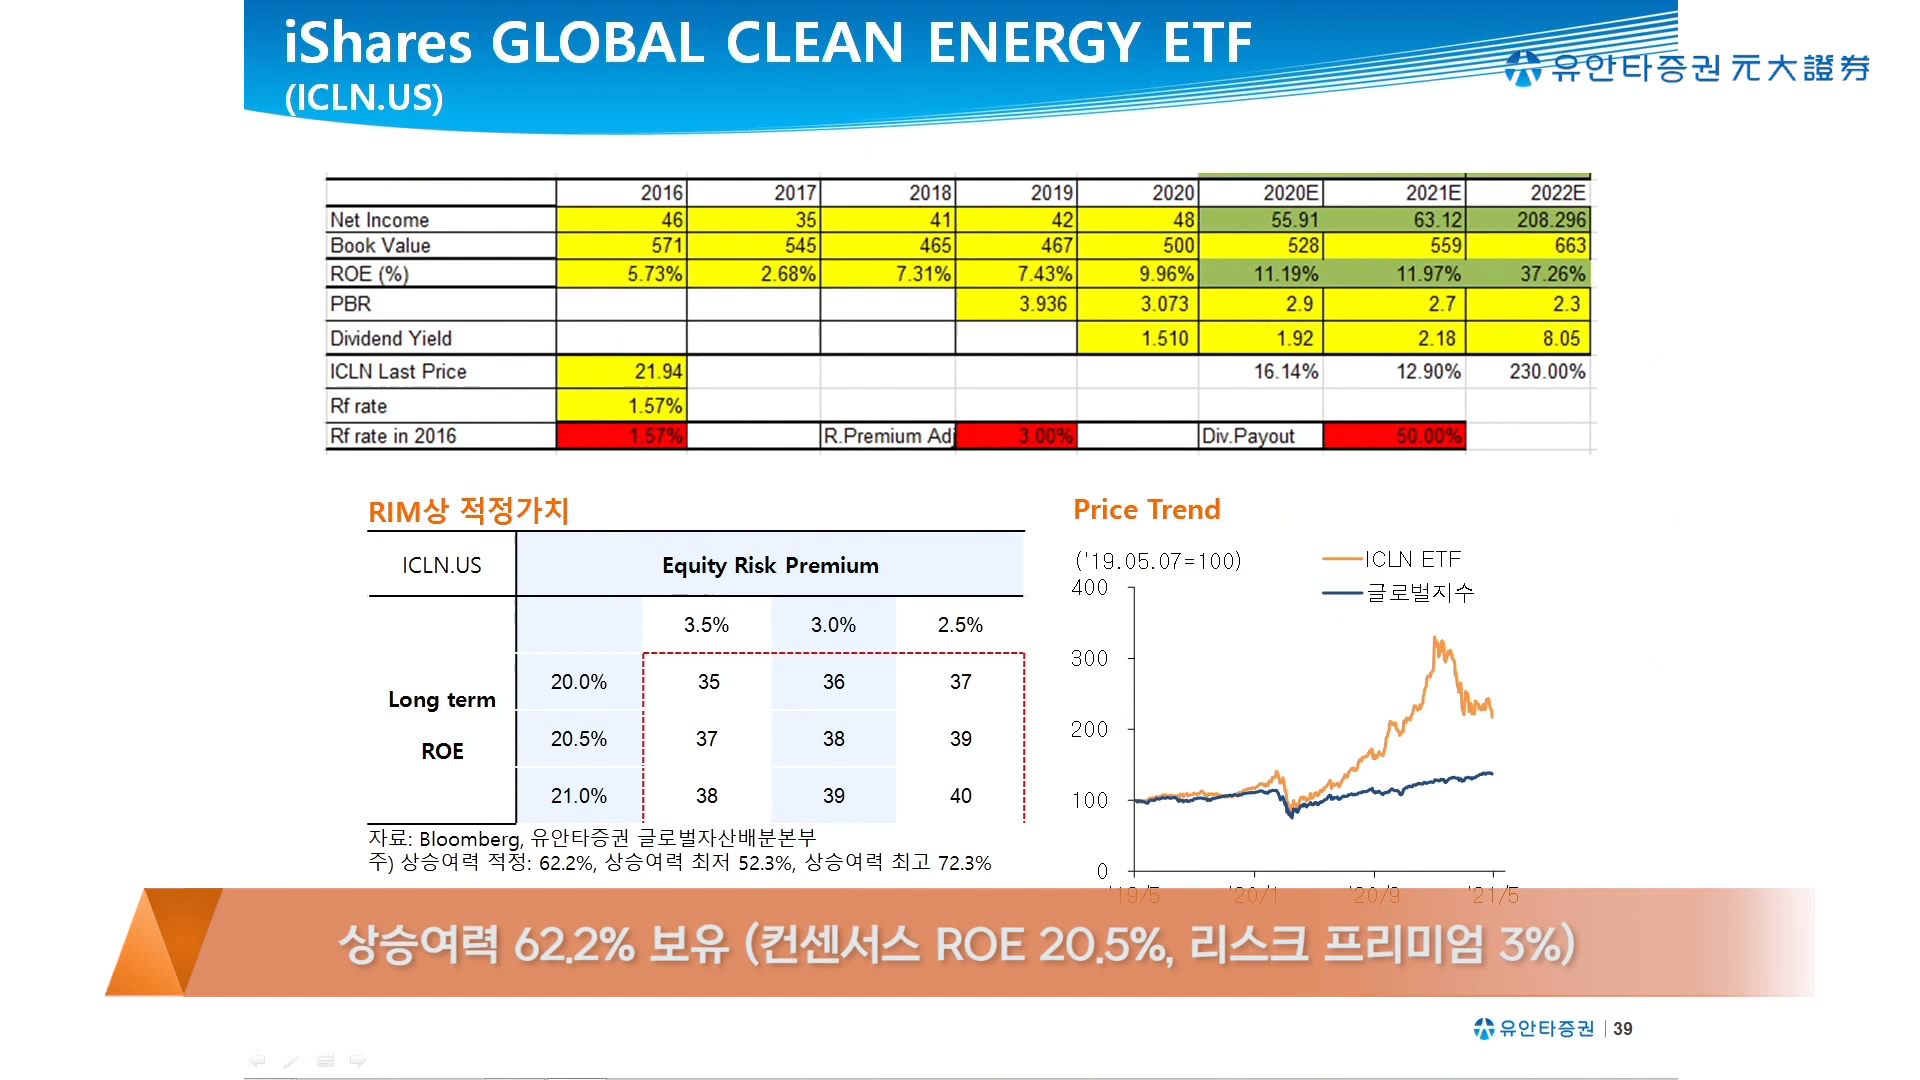 iShares GLOBAL CLEAN ENERGY ETF
(ICLN.US)
유안타증권 元大證券
2016 2017 2018 2019 2020 2020E 2021E 2022E
Net Income 46 35 41 42 48 55.91 63.12 208.296
Book Value 571 545 465 467 500 528 559 663
ROE (%) 5.73% 2.68% 7.31% 7.43% 9.96% 11.19% 11.97% 37.26%
PBR 3.936 3.073 2.9 2.7 2.3
Dividend Yield 1.510 1.92 2.18 8.05
ICLN Last Price 21.94 16.14% 12.90% 230.00%
Rf rate 1.57%
Rf rate in 2016 1.57% R.Premium Adj 3.00% Div.Payout 50.00%
RIM상 적정가치
ICLN.US Equity Risk Premium
3.5% 3.0% 2.5%
Long term ROE
20.0% 35 36 37
20.5% 37 38 39
21.0% 38 39 40
자료: Bloomberg, 유안타증권 글로벌자산배분본부
주) 상승여력 적정: 62.2%, 상승여력 최저 52.3%, 상승여력 최고 72.3%
Price Trend
('19.05.07=100)
ICLN ETF
글로벌지수
400
300
200
100
0
'19/5 '20/1 '20/9 '21/5
상승여력 62.2% 보유 (컨센서스 ROE 20.5%, 리스크 프리미엄 3%)
유안타증권 | 39